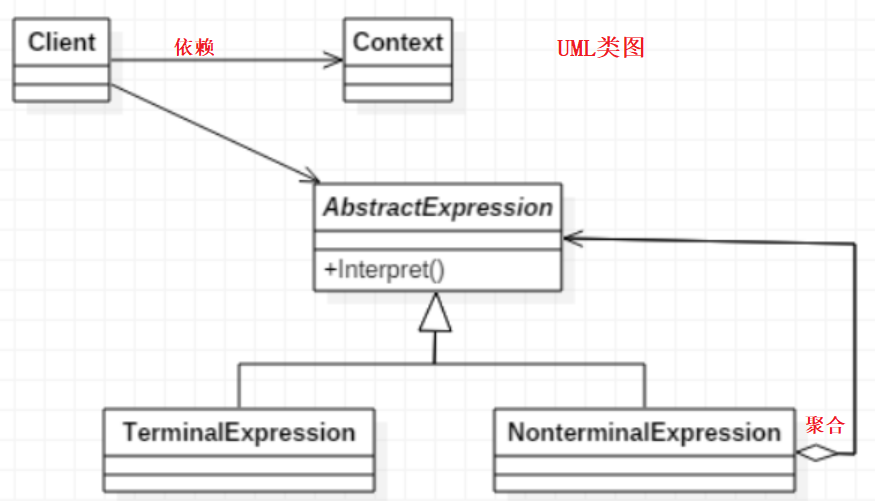 Client
依赖
Context
UML类图
AbstractExpression
+Interpret()
TerminalExpression
NonterminalExpression
聚合